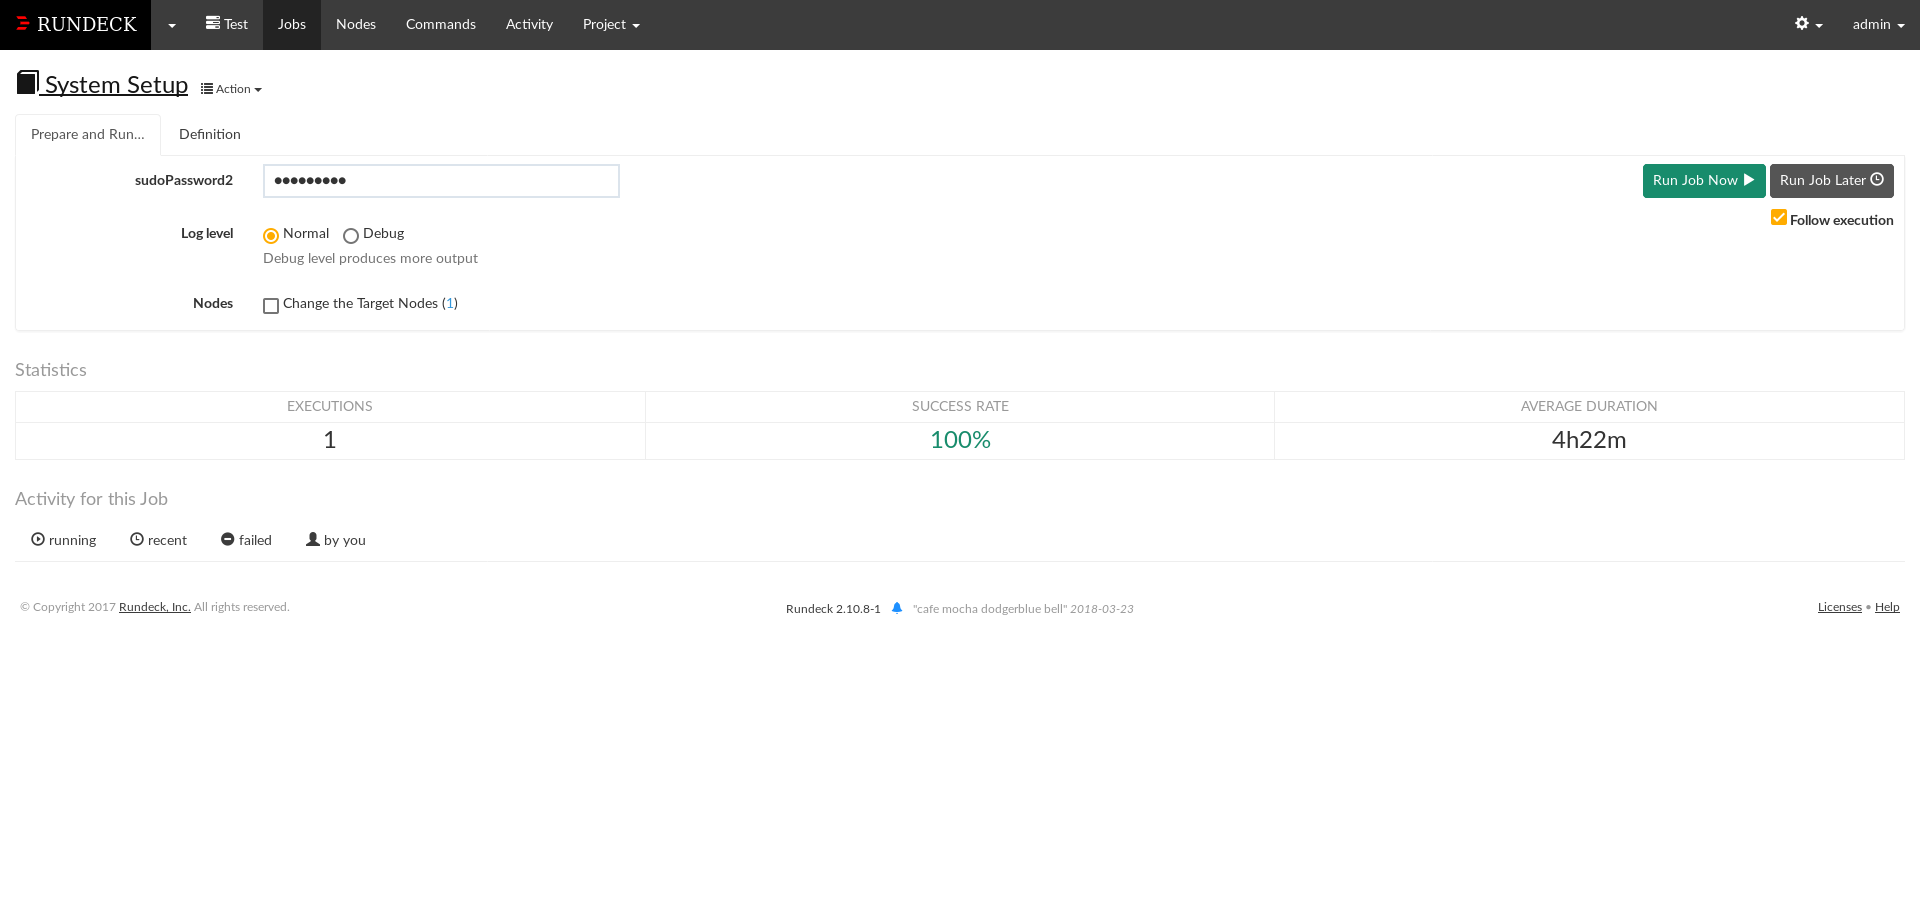 RUNDECK Test Jobs Nodes Commands Activity Project admin
System Setup Action
Prepare and Run... Definition
sudoPassword2 ••••••••• Run Job Now Run Job Later
Follow execution
Log level Normal Debug
Debug level produces more output
Nodes Change the Target Nodes (1)
Statistics
EXECUTIONS SUCCESS RATE AVERAGE DURATION
1 100% 4h22m
Activity for this Job
running recent failed by you
© Copyright 2017 Rundeck, Inc. All rights reserved. Rundeck 2.10.8-1 "cafe mocha dodgerblue bell" 2018-03-23 Licenses • Help